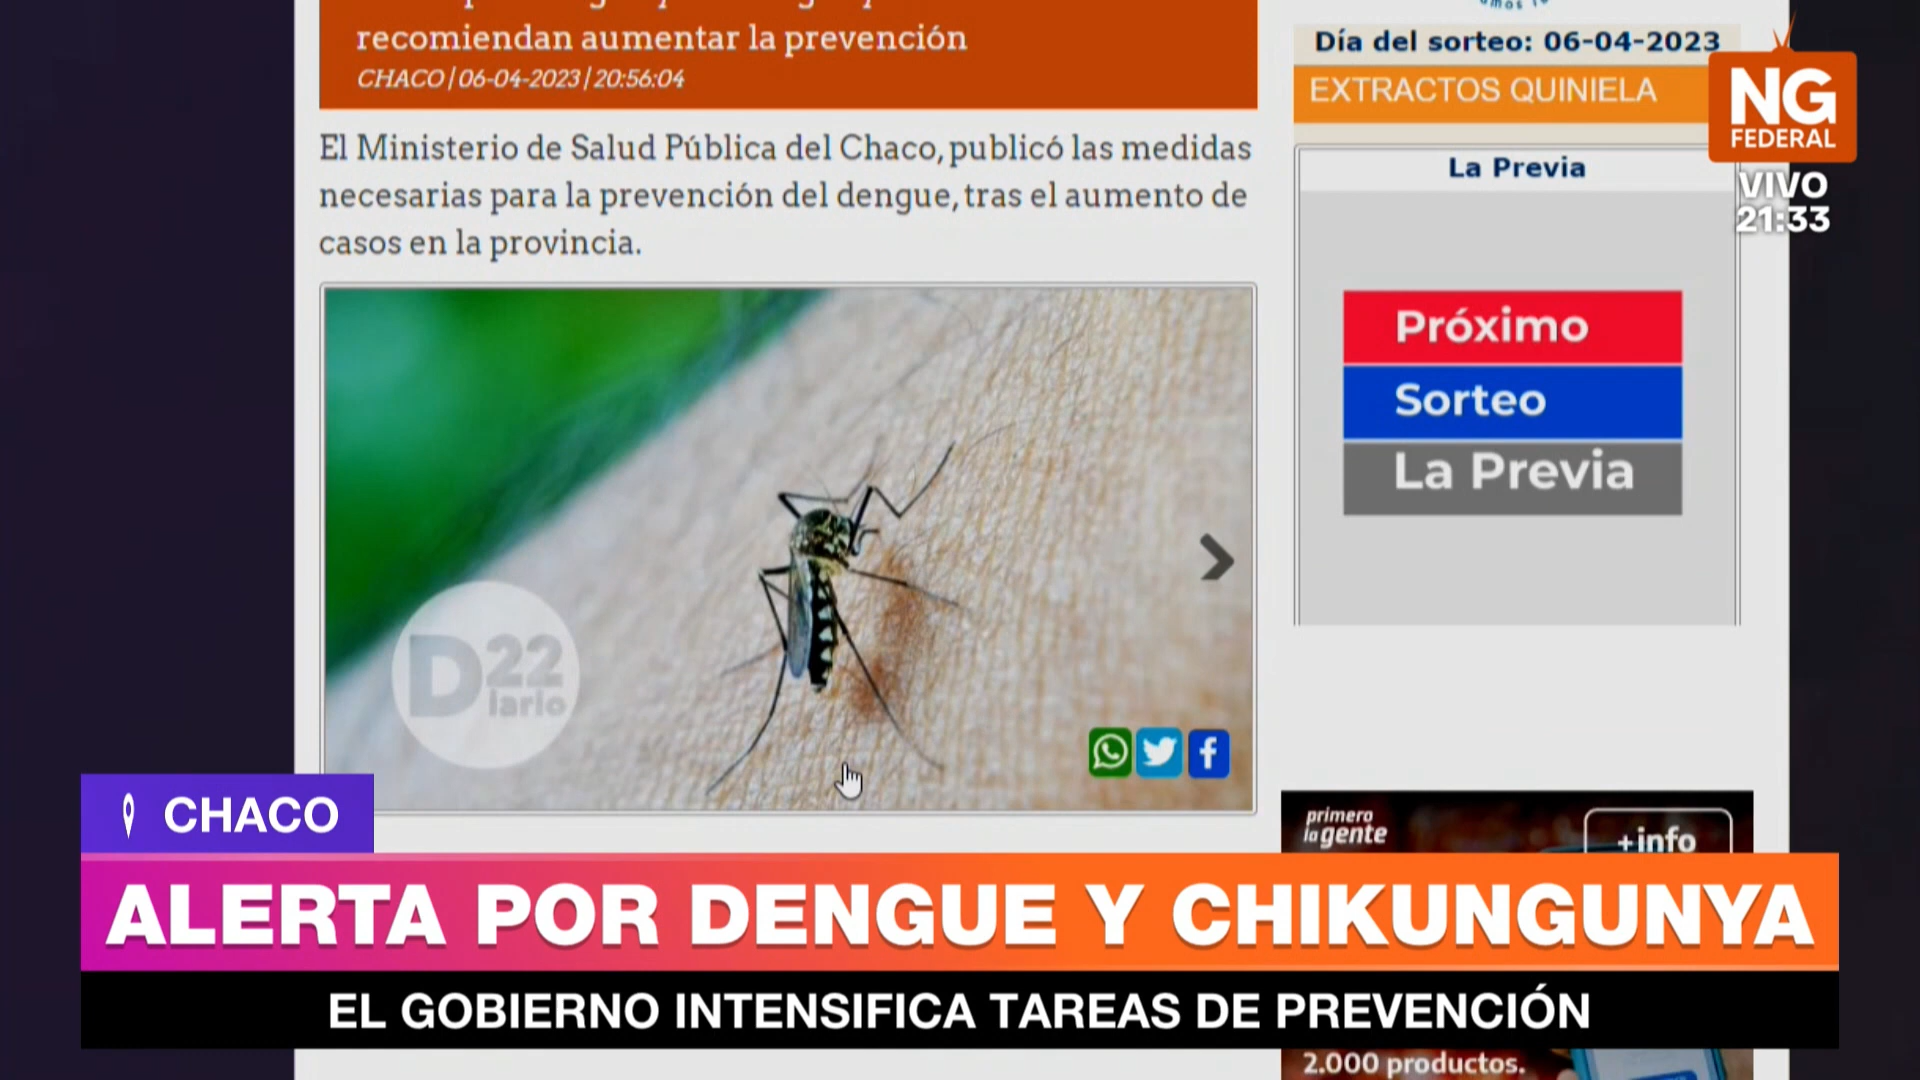 recomiendan aumentar la prevención
CHACO | 06-04-2023 | 20:56:04
El Ministerio de Salud Pública del Chaco, publicó las medidas
necesarias para la prevención del dengue, tras el aumento de
casos en la provincia.
D22
iario
Día del sorteo: 06-04-2023
EXTRACTOS QUINIELA
La Previa
Próximo
Sorteo
La Previa
NG
FEDERAL
VIVO
21:33
primero
la gente
+info
CHACO
ALERTA POR DENGUE Y CHIKUNGUNYA
EL GOBIERNO INTENSIFICA TAREAS DE PREVENCIÓN
2.000 productos.